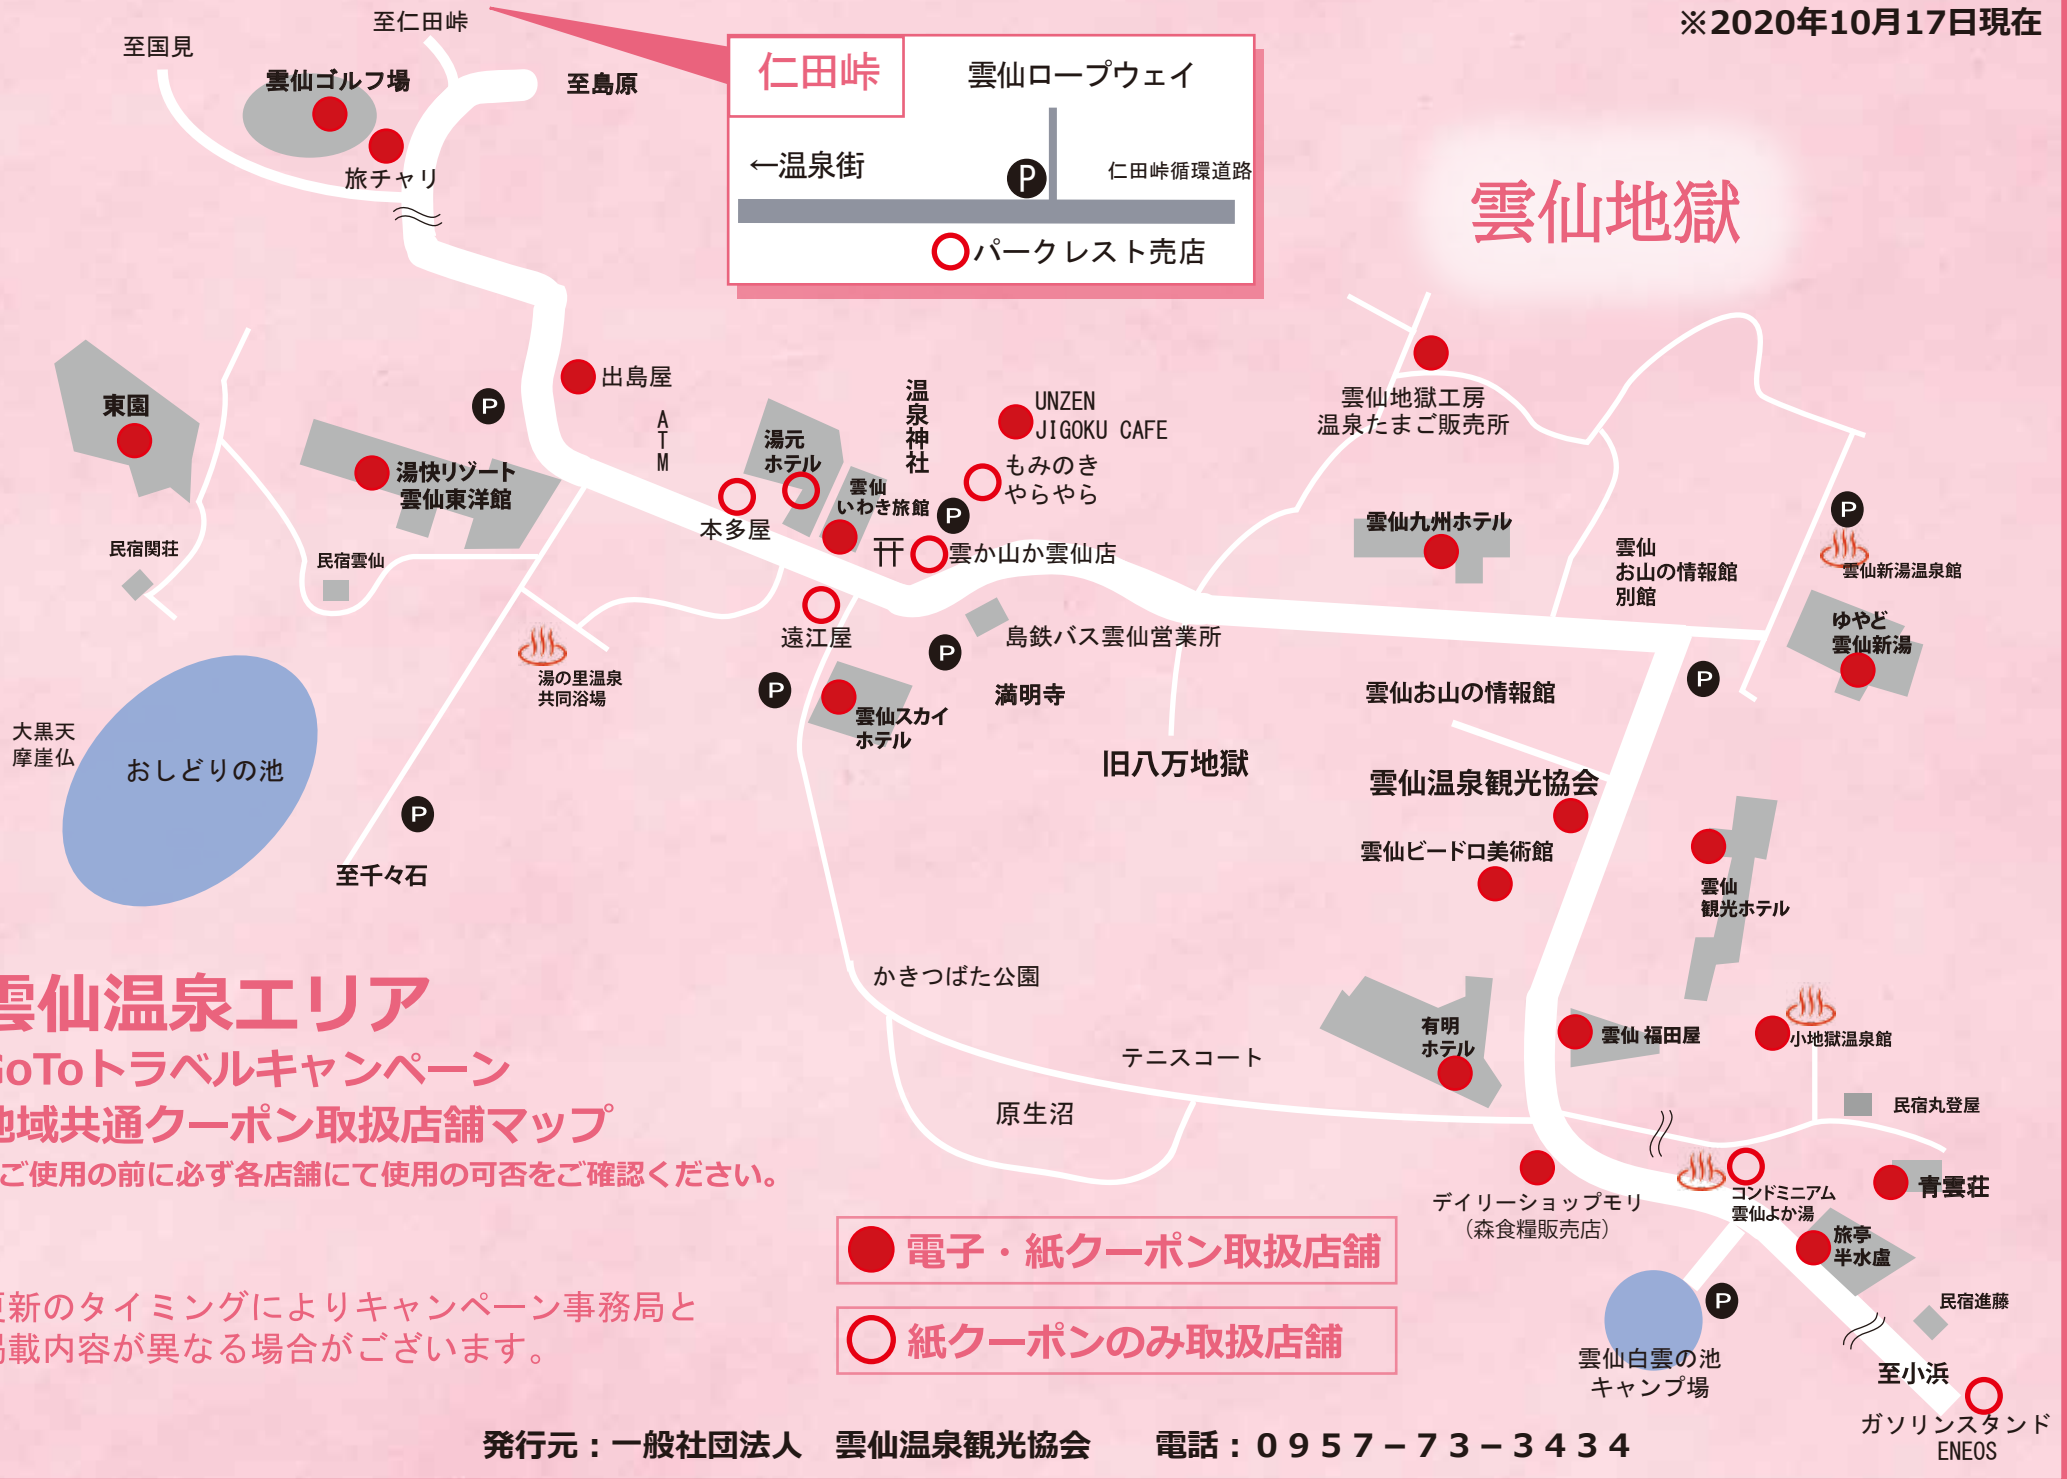 ※2020年10月17日現在
至仁田峠
至国見
雲仙ゴルフ場
至島原
旅チャリ
仁田峠
雲仙ロープウェイ
←温泉街
P
仁田峠循環道路
パークレスト売店
雲仙地獄
出島屋
ATM
東園
P
湯快リゾート
雲仙東洋館
民宿関荘
民宿雲仙
湯元
ホテル
本多屋
雲仙
いわき旅館
温泉神社
UNZEN
JIGOKU CAFE
もみのき
やらやら
P
雲か山か雲仙店
雲仙地獄工房
温泉たまご販売所
雲仙九州ホテル
雲仙
お山の情報館
別館
P
雲仙新湯温泉館
ゆやど
雲仙新湯
遠江屋
島鉄バス雲仙営業所
P
P
雲仙スカイ
ホテル
満明寺
旧八万地獄
雲仙お山の情報館
P
湯の里温泉
共同浴場
大黒天
摩崖仏
おしどりの池
P
至千々石
雲仙温泉観光協会
雲仙ビードロ美術館
雲仙
観光ホテル
かきつばた公園
テニスコート
原生沼
有明
ホテル
雲仙 福田屋
小地獄温泉館
民宿丸登屋
デイリーショップモリ
（森食糧販売店）
コンドミニアム
雲仙よか湯
青雲荘
旅亭
半水盧
P
民宿進藤
雲仙白雲の池
キャンプ場
至小浜
ガソリンスタンド
ENEOS
雲仙温泉エリア
GoToトラベルキャンペーン
地域共通クーポン取扱店舗マップ
ご使用の前に必ず各店舗にて使用の可否をご確認ください。
更新のタイミングによりキャンペーン事務局と
掲載内容が異なる場合がございます。
電子・紙クーポン取扱店舗
紙クーポンのみ取扱店舗
発行元：一般社団法人　雲仙温泉観光協会　　電話：０９５７−７３−３４３４